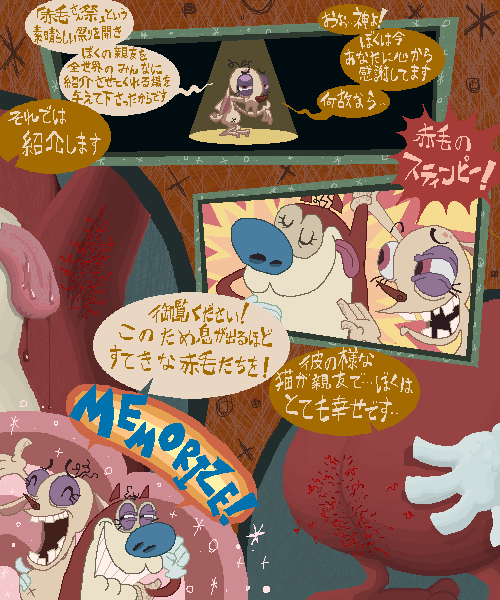 おお、神よ!
ぼくは今
あなたに心から
感謝してます
何故なら‥
「赤毛さん祭」という
素晴らしい祭りを開き
ぼくの親友を
全世界のみんなに
紹介させてくれる場を
与えて下さったからです
それでは
紹介します
赤毛の
スティンピー!
御覧ください!
このため息が出るほど
すてきな赤毛たちを!
彼の様な
猫が親友で‥ぼくは
とても幸せです‥
MEMORIZE!